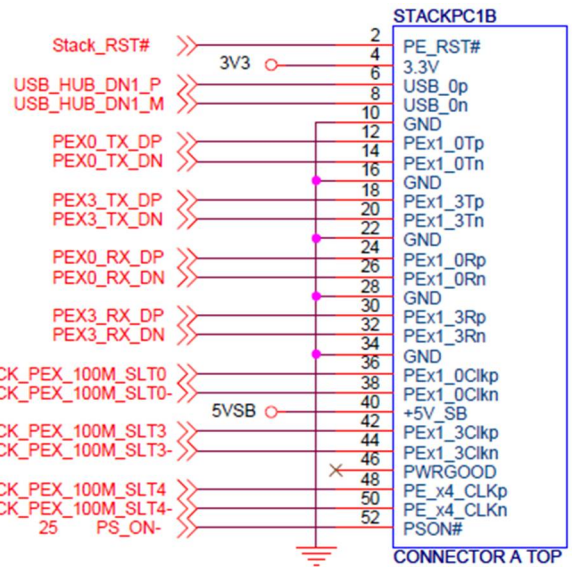 STACKPC1B
Stack_RST# 2 PE_RST#
3V3 4 3.3V
USB_HUB_DN1_P 6 USB_0p
USB_HUB_DN1_M 8 USB_0n
10 GND
PEX0_TX_DP 12 PEx1_0Tp
PEX0_TX_DN 14 PEx1_0Tn
16 GND
PEX3_TX_DP 18 PEx1_3Tp
PEX3_TX_DN 20 PEx1_3Tn
22 GND
PEX0_RX_DP 24 PEx1_0Rp
PEX0_RX_DN 26 PEx1_0Rn
28 GND
PEX3_RX_DP 30 PEx1_3Rp
PEX3_RX_DN 32 PEx1_3Rn
34 GND
CK_PEX_100M_SLT0 36 PEx1_0Clkp
CK_PEX_100M_SLT0- 38 PEx1_0Clkn
5VSB 40 +5V_SB
CK_PEX_100M_SLT3 42 PEx1_3Clkp
CK_PEX_100M_SLT3- 44 PEx1_3Clkn
46 PWRGOOD
CK_PEX_100M_SLT4 48 PE_x4_CLKp
CK_PEX_100M_SLT4- 50 PE_x4_CLKn
25 PS_ON- 52 PSON#
CONNECTOR A TOP